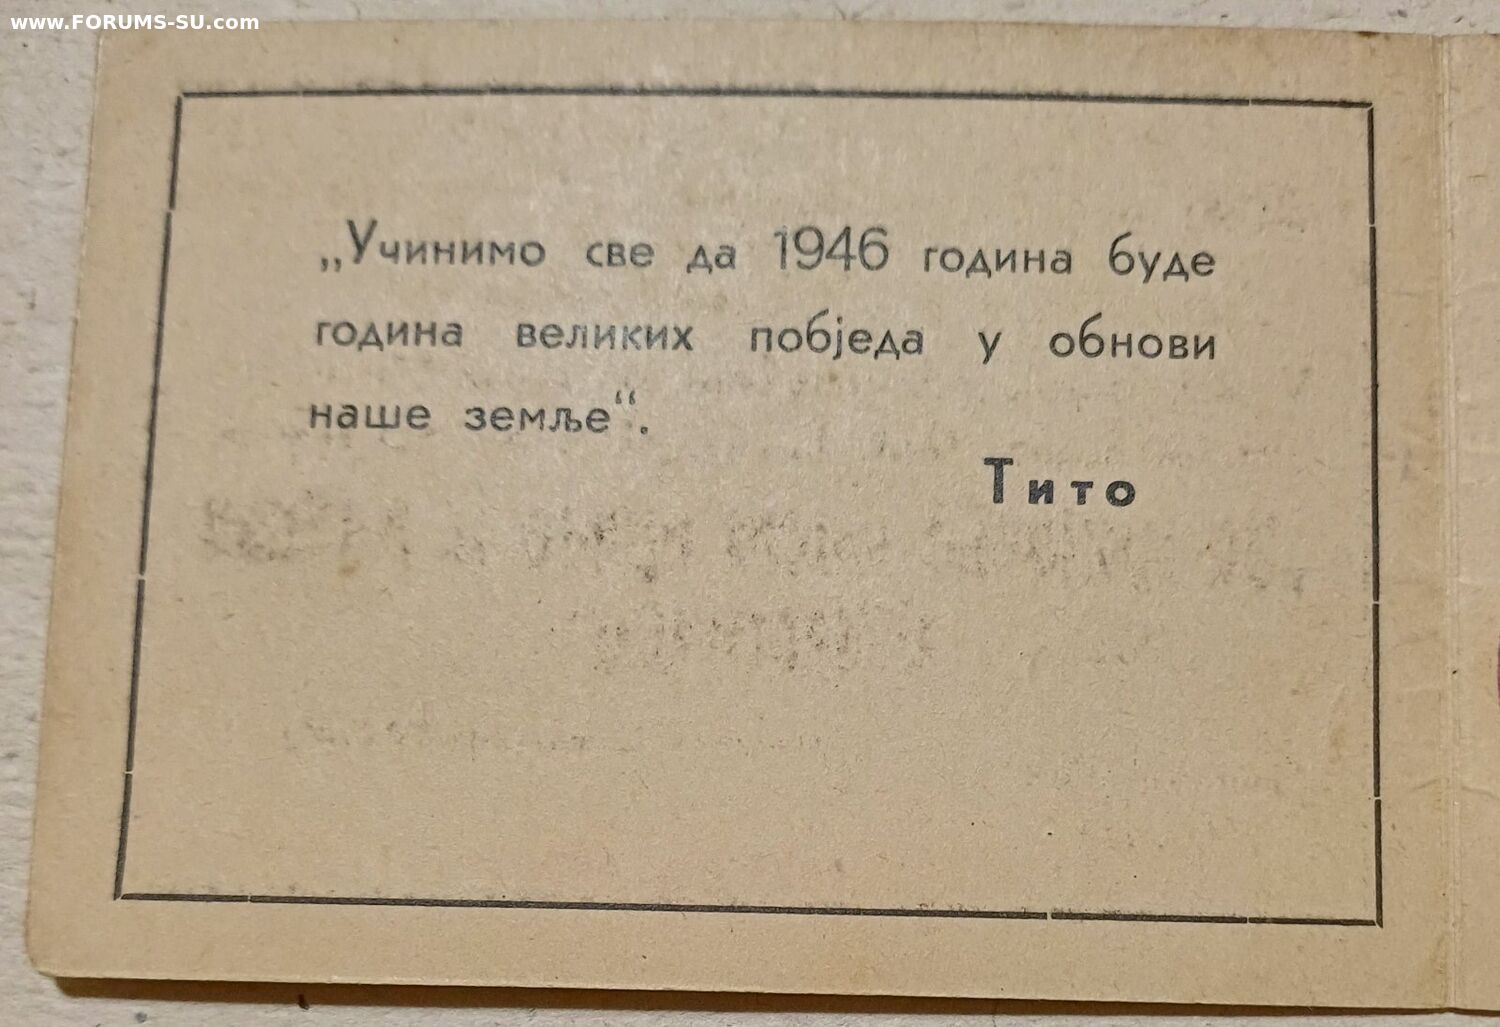 www.FORUMS-SU.com
„Учинимо све да 1946 година буде
година великих побједа у обнови
наше земље“.
Тито